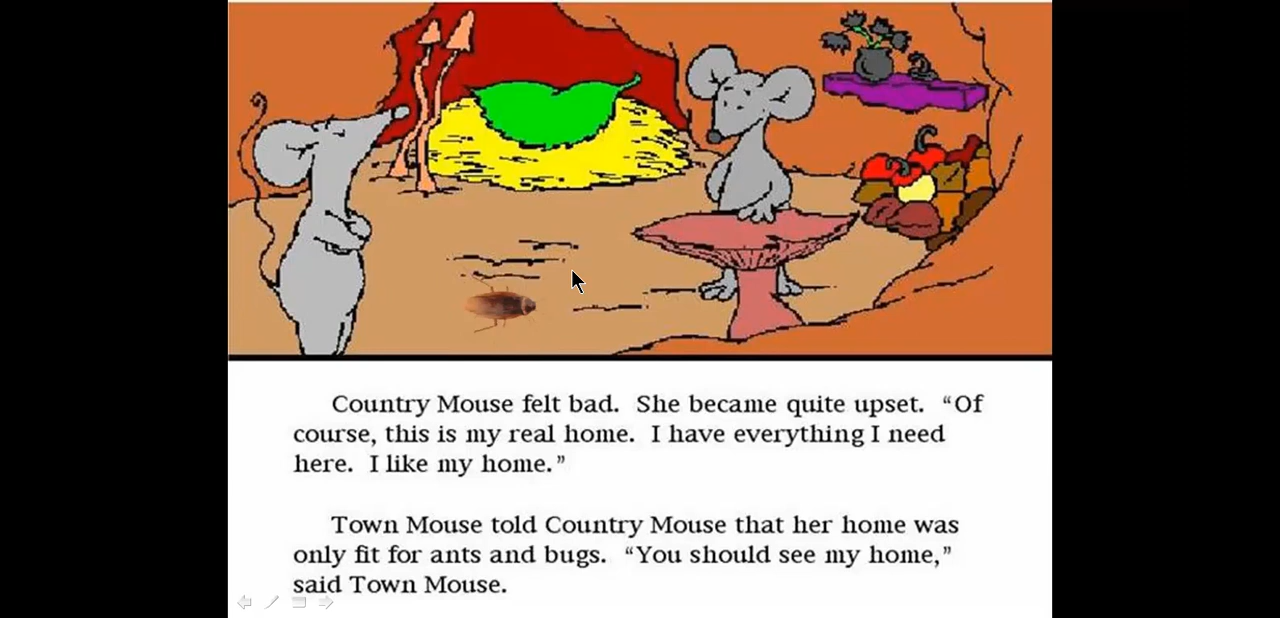 Country Mouse felt bad. She became quite upset. “Of
course, this is my real home. I have everything I need
here. I like my home.”
Town Mouse told Country Mouse that her home was
only fit for ants and bugs. “You should see my home,”
said Town Mouse.